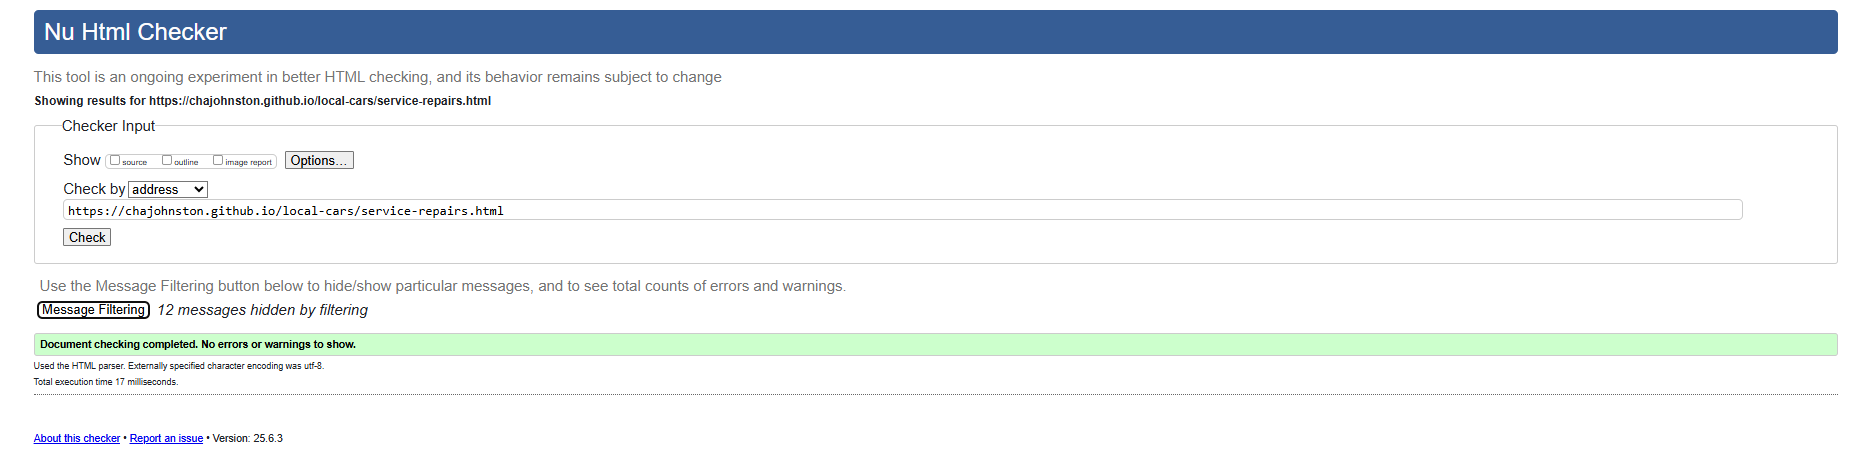 Nu Html Checker
This tool is an ongoing experiment in better HTML checking, and its behavior remains subject to change
Showing results for https://chajohnston.github.io/local-cars/service-repairs.html
Checker Input
Show source outline image report Options...
Check by address
https://chajohnston.github.io/local-cars/service-repairs.html
Check
Use the Message Filtering button below to hide/show particular messages, and to see total counts of errors and warnings.
Message Filtering 12 messages hidden by filtering
Document checking completed. No errors or warnings to show.
Used the HTML parser. Externally specified character encoding was utf-8.
Total execution time 17 milliseconds.
About this checker • Report an issue • Version: 25.6.3